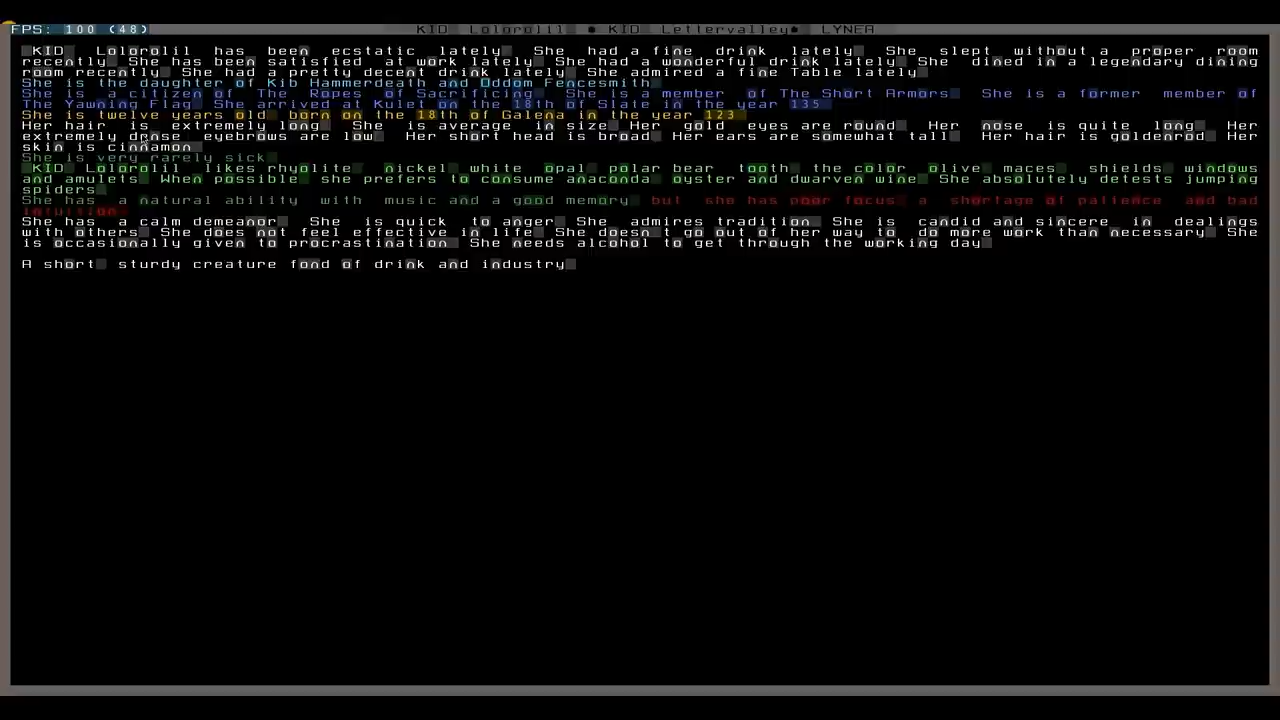 FPS: 100 (48)
KID Lolorolil ● KID Lettervalley● LYNEA
KID Lolorolil has been ecstatic lately She had a fine drink lately She slept without a proper room
recently She has been satisfied at work lately She had a wonderful drink lately She dined in a legendary dining
room recently She had a pretty decent drink lately She admired a fine Table lately
She is the daughter of Kib Hammerdeath and Oddom Fencesmith
She is a citizen of The Ropes of Sacrificing She is a member of The Short Armors She is a former member of
The Yawning Flag She arrived at Kulet on the 18th of Slate in the year 135
She is twelve years old born on the 18th of Galena in the year 123
Her hair is extremely long She is average in size Her gold eyes are round Her nose is quite long Her
extremely dense eyebrows are low Her short head is broad Her ears are somewhat tall Her hair is goldenrod Her
skin is cinnamon
She is very rarely sick
KID Lolorolil likes rhyolite nickel white opal polar bear tooth the color olive maces shields windows
and amulets When possible she prefers to consume anaconda oyster and dwarven wine She absolutely detests jumping
spiders
She has a natural ability with music and a good memory but she has poor focus a shortage of patience and bad
intuition
She has a calm demeanor She is quick to anger She admires tradition She is candid and sincere in dealings
with others She does not feel effective in life She doesn t go out of her way to do more work than necessary She
is occasionally given to procrastination She needs alcohol to get through the working day
A short sturdy creature fond of drink and industry